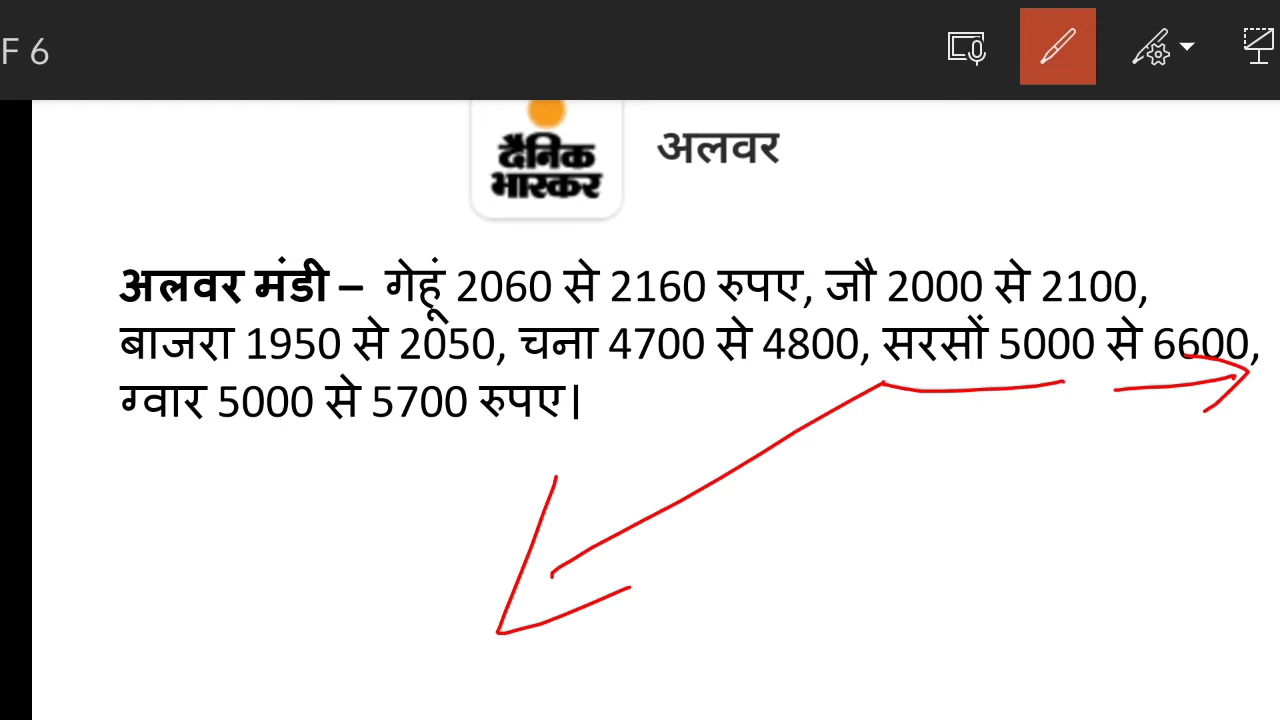 F 6
दैनिक
भास्कर
अलवर
अलवर मंडी – गेहूं 2060 से 2160 रुपए, जौ 2000 से 2100,
बाजरा 1950 से 2050, चना 4700 से 4800, सरसों 5000 से 6600,
ग्वार 5000 से 5700 रुपए।